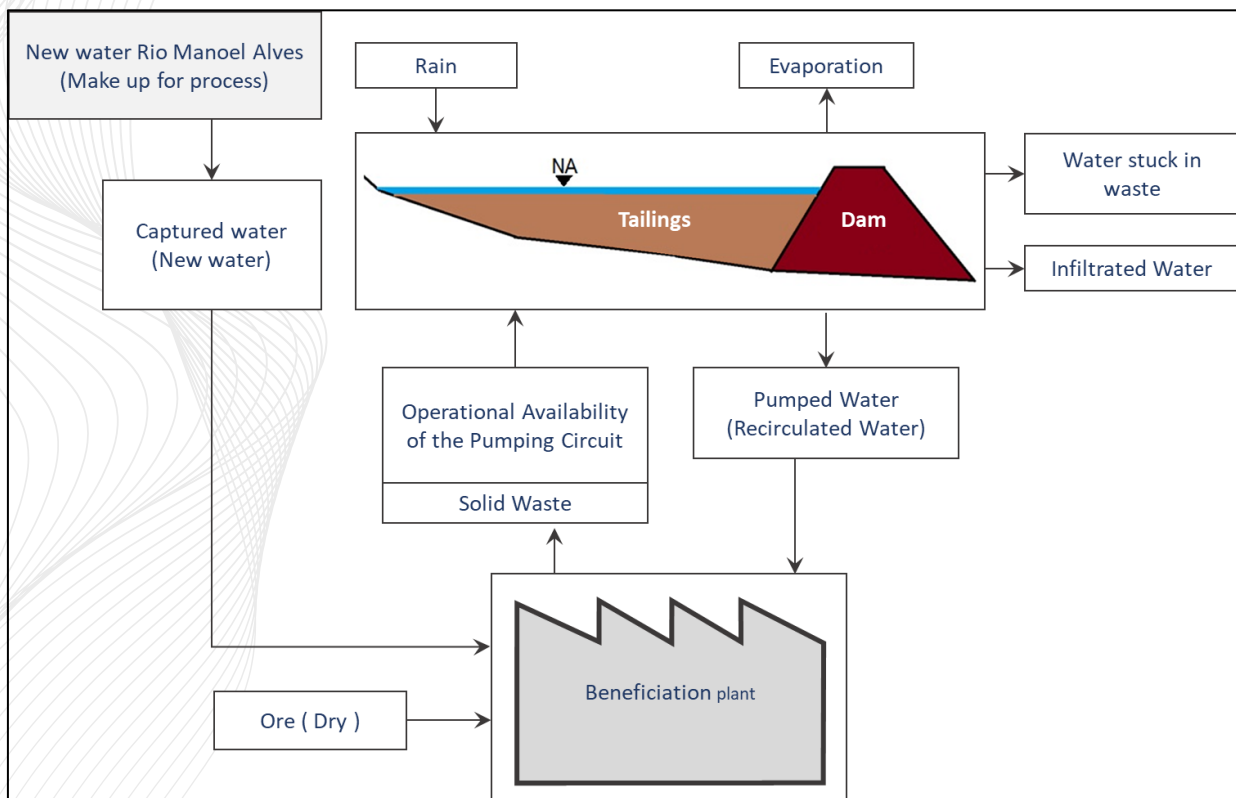 New water Rio Manoel Alves
(Make up for process)
Rain
Evaporation
Captured water
(New water)
NA
Tailings
Dam
Water stuck in
waste
Infiltrated Water
Operational Availability
of the Pumping Circuit
Solid Waste
Pumped Water
(Recirculated Water)
Beneficiation plant
Ore ( Dry )